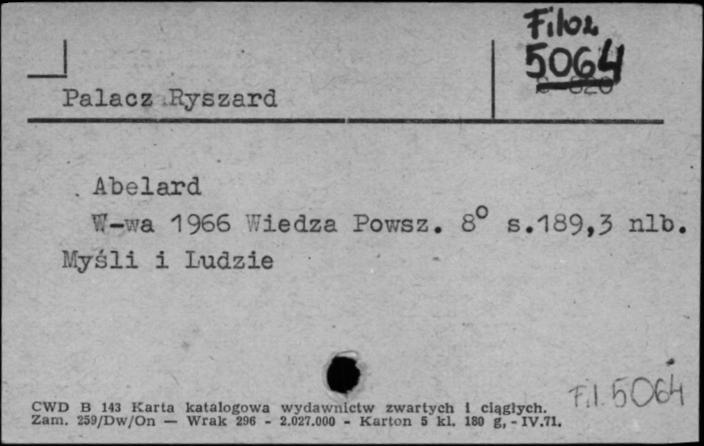 Filoz
5064
Palacz Ryszard
Abelard
W-wa 1966 Wiedza Powsz. 8° s.189,3 nlb.
Myśli i Ludzie
Fil. 5064
CWD B 143 Karta katalogowa wydawnictw zwartych i ciągłych.
Zam. 259/Dw/On — Wrak 296 - 2.027.000 - Karton 5 kl. 180 g, - IV.71.